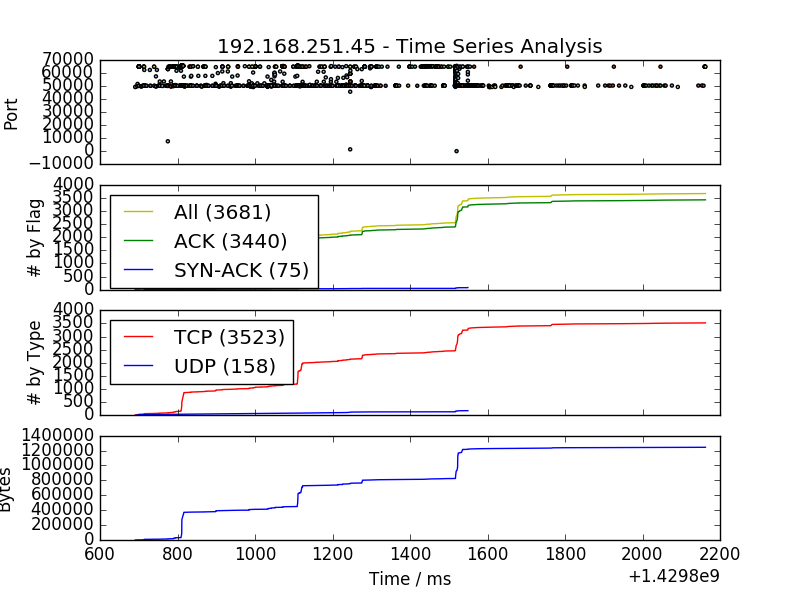 192.168.251.45 - Time Series Analysis
70000
60000
50000
40000
30000
20000
10000
0
−10000
Port
4000
3500
3000
2500
2000
1500
1000
500
0
# by Flag
All (3681)
ACK (3440)
SYN-ACK (75)
4000
3500
3000
2500
2000
1500
1000
500
0
# by Type
TCP (3523)
UDP (158)
1400000
1200000
1000000
800000
600000
400000
200000
0
Bytes
600 800 1000 1200 1400 1600 1800 2000 2200
Time / ms
+1.4298e9